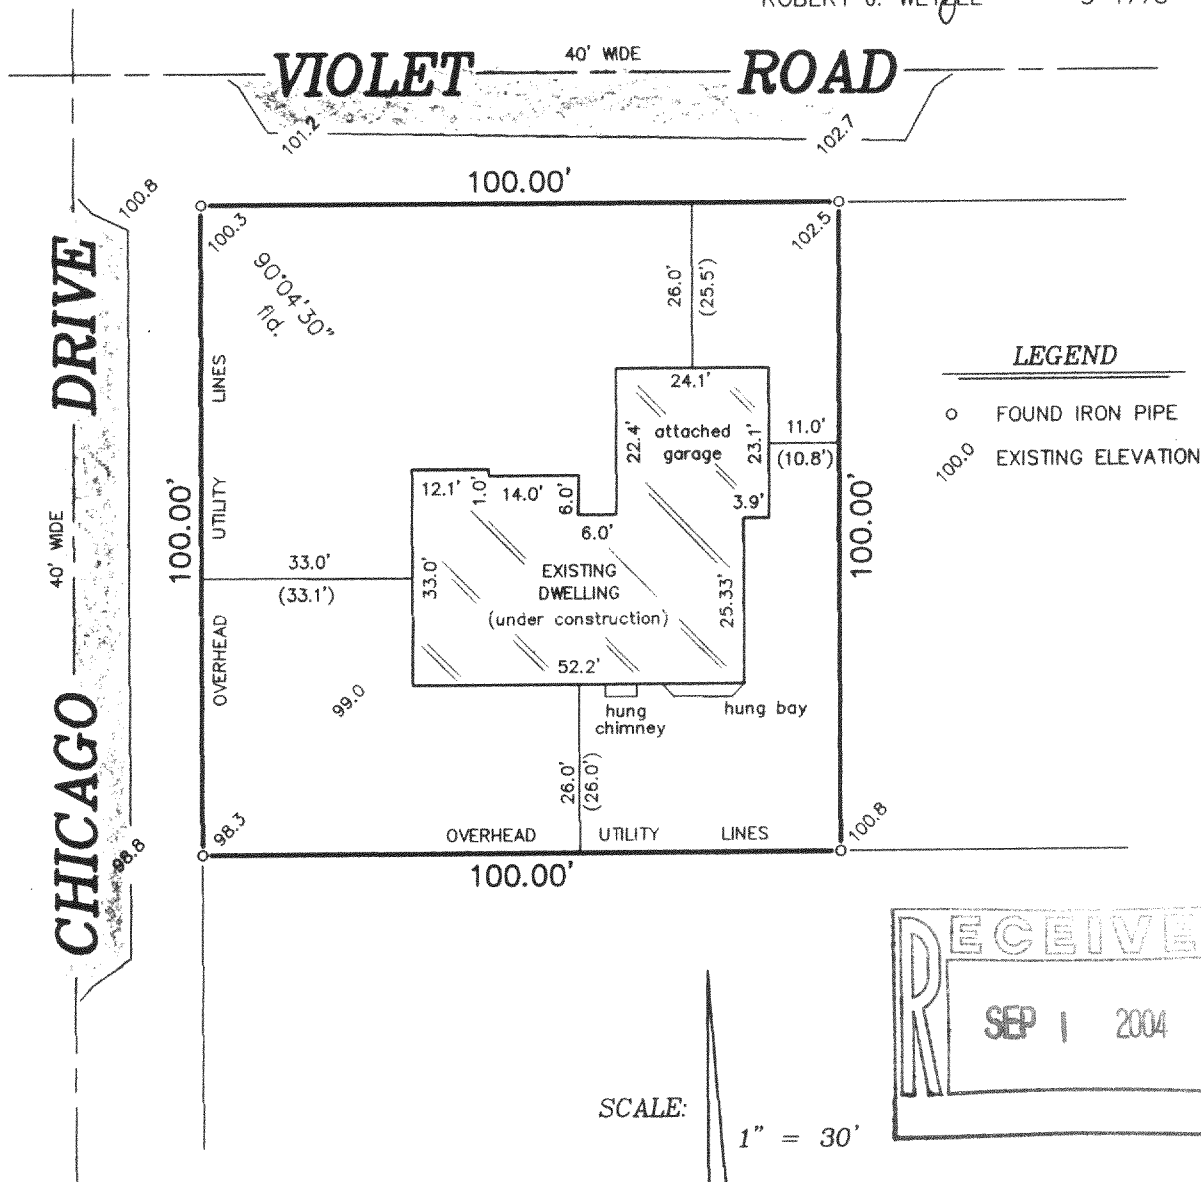 ROBERT J. WETZEL
VIOLET 40' WIDE ROAD
101.2
102.7
100.8
100.00'
100.3
102.5
90°04'30"
fld.
26.0'
(25.5')
CHICAGO 40' WIDE DRIVE
LEGEND
FOUND IRON PIPE
100.0 EXISTING ELEVATION
OVERHEAD UTILITY LINES
24.1'
attached
garage
22.4'
23.1'
11.0'
(10.8')
3.9'
12.1'
1.0'
14.0'
6.0'
6.0'
100.00'
100.00'
33.0'
(33.1')
33.0'
EXISTING
DWELLING
(under construction)
25.33'
52.2'
99.0
hung
chimney
hung bay
26.0'
(26.0')
98.3
98.8
OVERHEAD UTILITY LINES
100.8
100.00'
RECEIVE
SEP 1 2004
SCALE:
1" = 30'